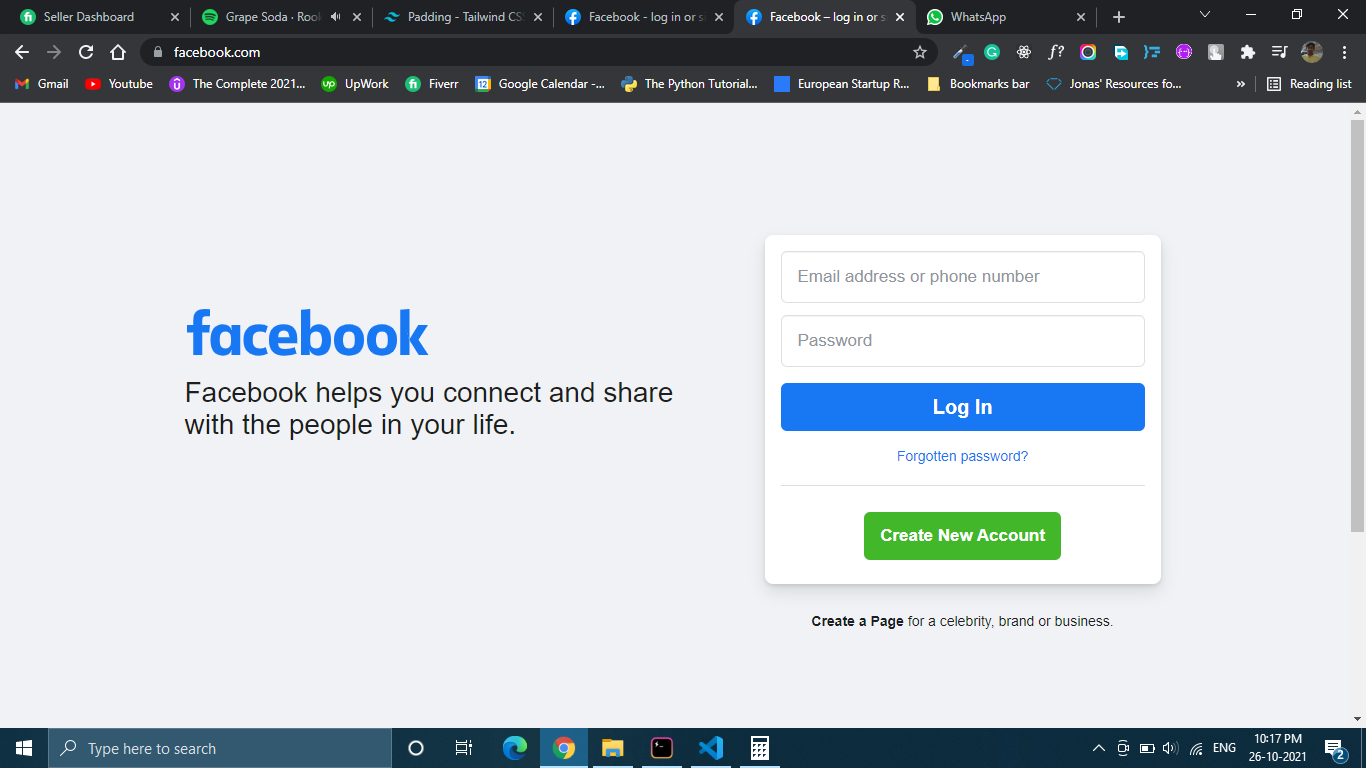 Seller Dashboard
Grape Soda · Rook
Padding - Tailwind CSS
Facebook - log in or s
Facebook – log in or s
WhatsApp
facebook.com
Gmail
Youtube
The Complete 2021...
UpWork
Fiverr
Google Calendar -...
The Python Tutorial...
European Startup R...
Bookmarks bar
Jonas' Resources fo...
Reading list
facebook
Facebook helps you connect and share
with the people in your life.
Email address or phone number
Password
Log In
Forgotten password?
Create New Account
Create a Page for a celebrity, brand or business.
Type here to search
ENG
10:17 PM
26-10-2021
2